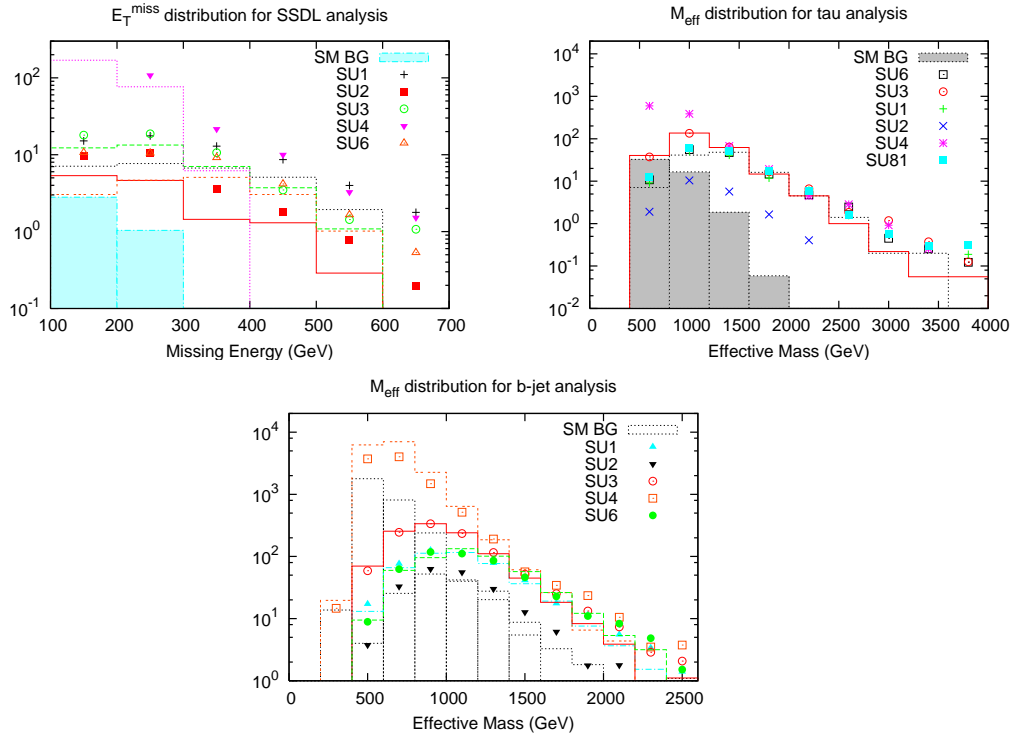 E_T^miss distribution for SSDL analysis
10^2
10^1
10^0
10^-1
SM BG
SU1
SU2
SU3
SU4
SU6
100 200 300 400 500 600 700
Missing Energy (GeV)
M_eff distribution for tau analysis
10^4
10^3
10^2
10^1
10^0
10^-1
10^-2
SM BG
SU6
SU3
SU1
SU2
SU4
SU81
0 500 1000 1500 2000 2500 3000 3500 4000
Effective Mass (GeV)
M_eff distribution for b-jet analysis
10^4
10^3
10^2
10^1
10^0
SM BG
SU1
SU2
SU3
SU4
SU6
0 500 1000 1500 2000 2500
Effective Mass (GeV)